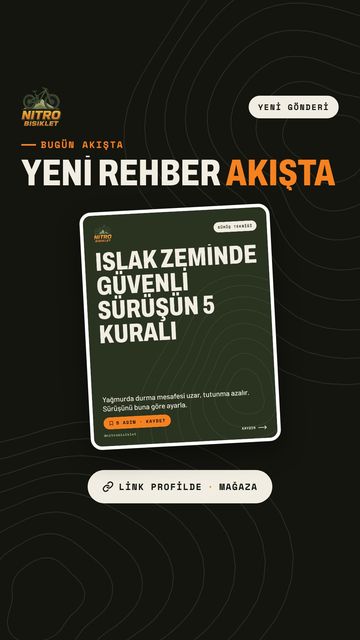 NITRO
BISIKLET
YENİ GÖNDERİ
BUGÜN AKIŞTA
YENİ REHBER AKIŞTA
NITRO
BISIKLET
SÜRÜŞ TEKNİĞİ
ISLAK ZEMİNDE
GÜVENLİ
SÜRÜŞÜN 5
KURALI
Yağmurda durma mesafesi uzar, tutunma azalır.
Sürüşünü buna göre ayarla.
5 ADIM · KAYDET
@nitrobisiklet
KAYDIR
LİNK PROFİLDE · MAĞAZA